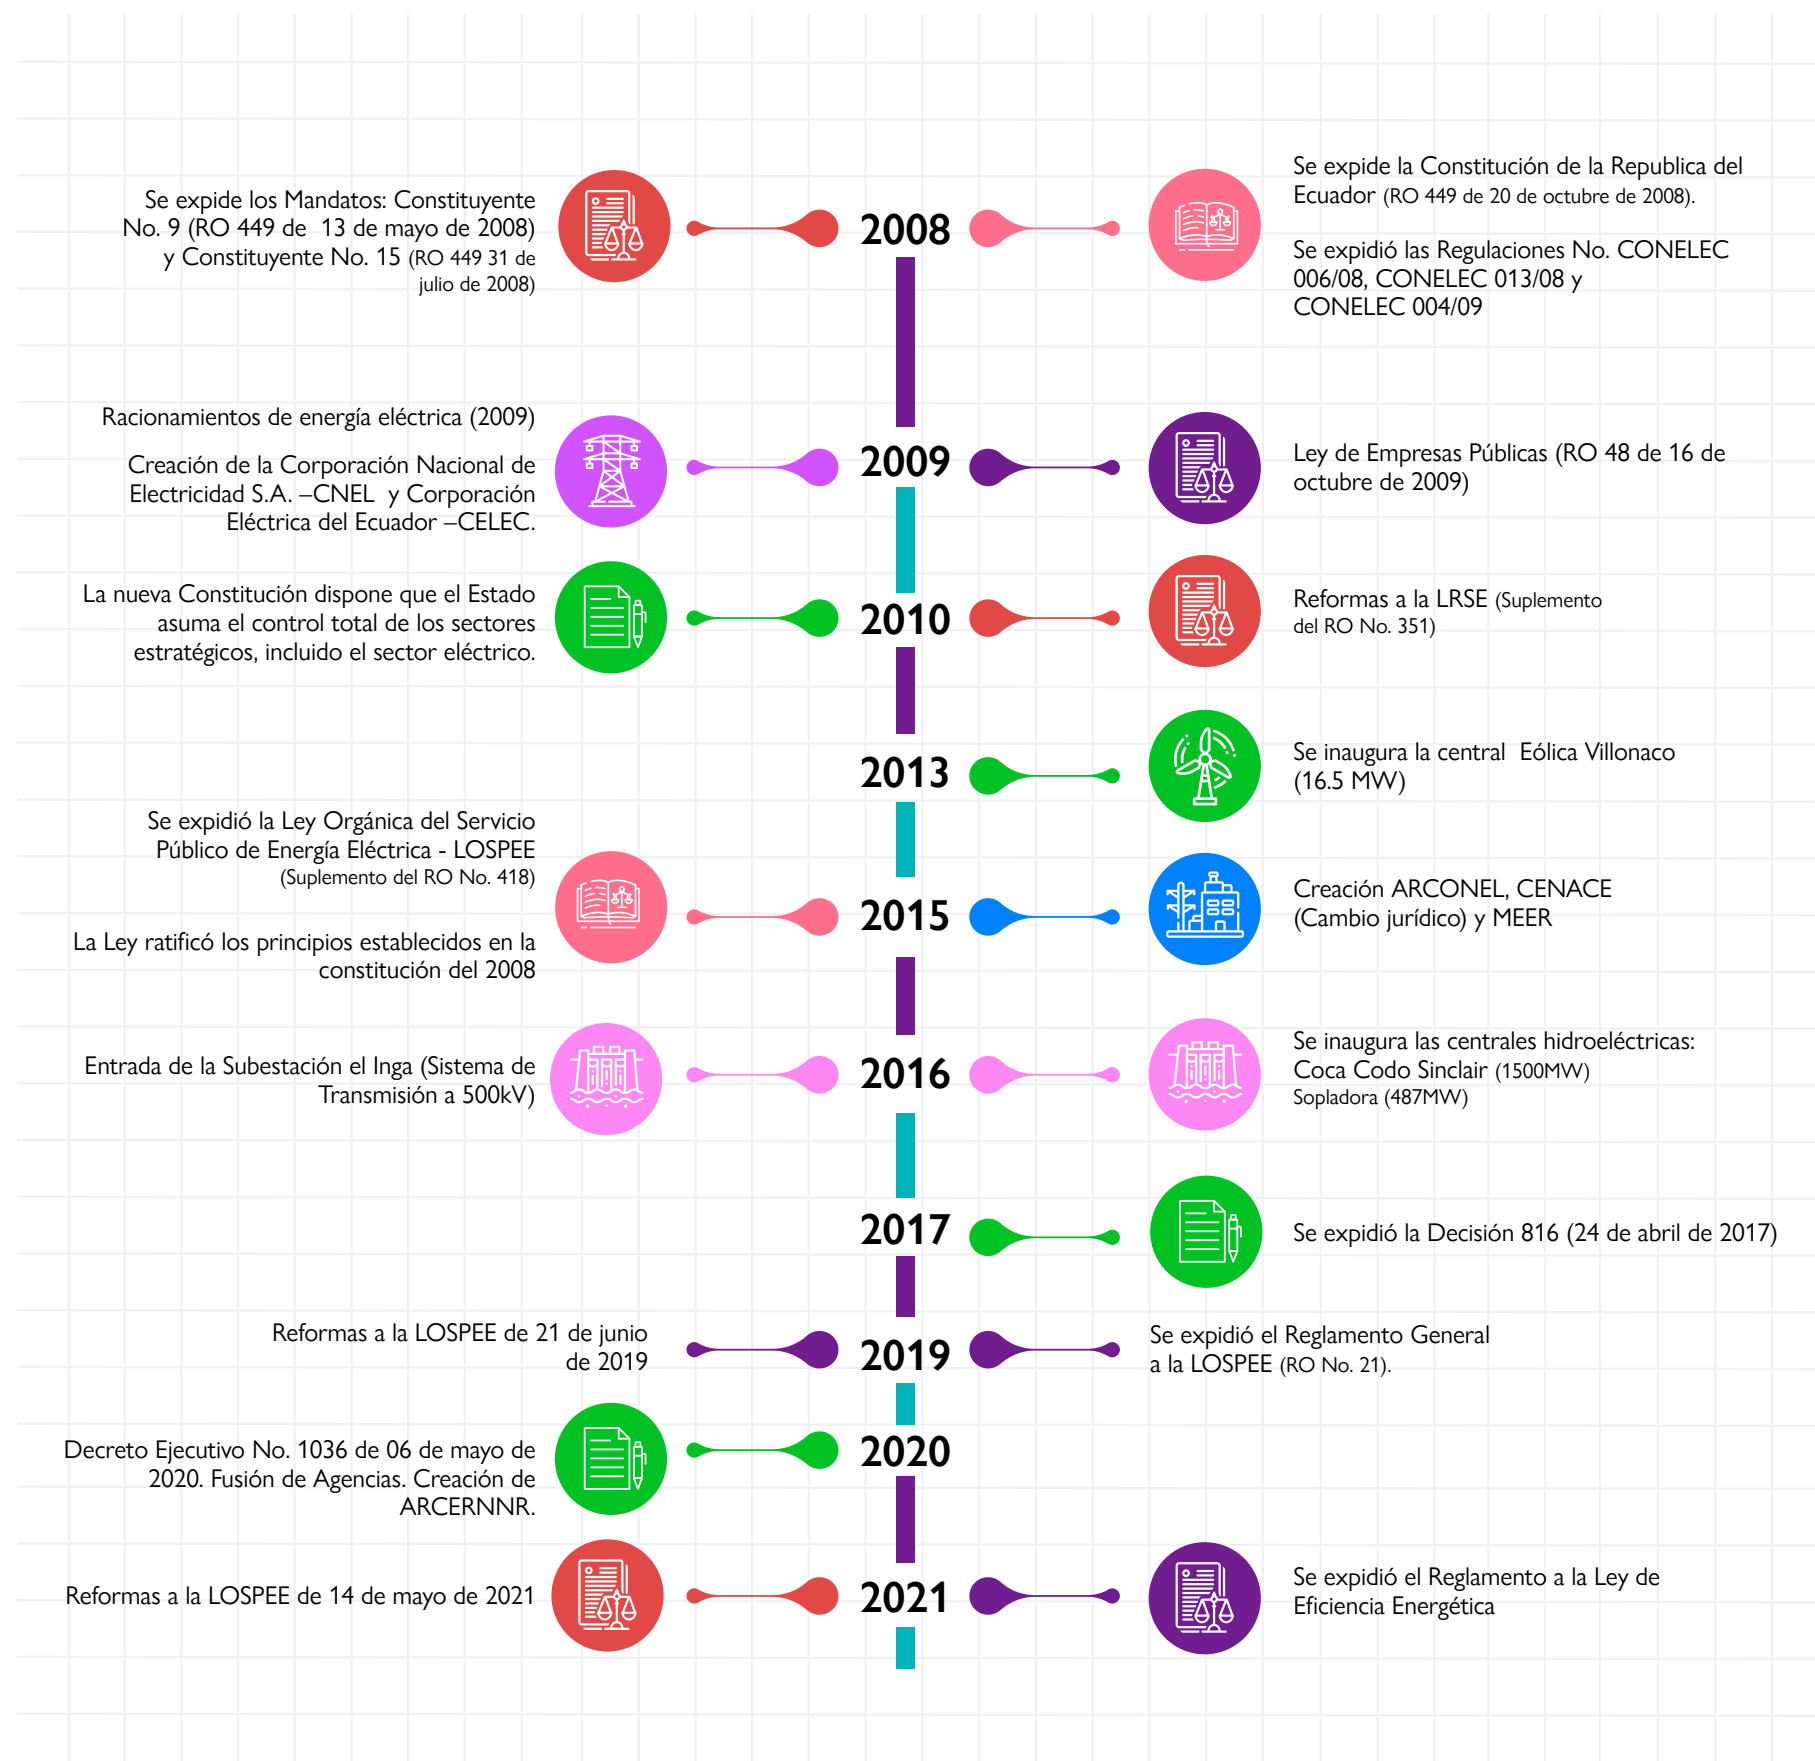 Se expide los Mandatos: Constituyente
No. 9 (RO 449 de  13 de mayo de 2008)
y Constituyente No. 15 (RO 449 31 de
julio de 2008)
2008
Se expide la Constitución de la Republica del
Ecuador (RO 449 de 20 de octubre de 2008).
Se expidió las Regulaciones No. CONELEC
006/08, CONELEC 013/08 y
CONELEC 004/09
Racionamientos de energía eléctrica (2009)
Creación de la Corporación Nacional de
Electricidad S.A. –CNEL  y Corporación
Eléctrica del Ecuador –CELEC.
2009
Ley de Empresas Públicas (RO 48 de 16 de
octubre de 2009)
La nueva Constitución dispone que el Estado
asuma el control total de los sectores
estratégicos, incluido el sector eléctrico.
2010
Reformas a la LRSE (Suplemento
del RO No. 351)
2013
Se inaugura la central  Eólica Villonaco
(16.5 MW)
Se expidió la Ley Orgánica del Servicio
Público de Energía Eléctrica - LOSPEE
(Suplemento del RO No. 418)
La Ley ratificó los principios establecidos en la
constitución del 2008
2015
Creación ARCONEL, CENACE
(Cambio jurídico) y MEER
Entrada de la Subestación el Inga (Sistema de
Transmisión a 500kV)
2016
Se inaugura las centrales hidroeléctricas:
Coca Codo Sinclair (1500MW)
Sopladora (487MW)
2017
Se expidió la Decisión 816 (24 de abril de 2017)
Reformas a la LOSPEE de 21 de junio
de 2019
2019
Se expidió el Reglamento General
a la LOSPEE (RO No. 21).
Decreto Ejecutivo No. 1036 de 06 de mayo de
2020. Fusión de Agencias. Creación de
ARCERNNR.
2020
Reformas a la LOSPEE de 14 de mayo de 2021
2021
Se expidió el Reglamento a la Ley de
Eficiencia Energética